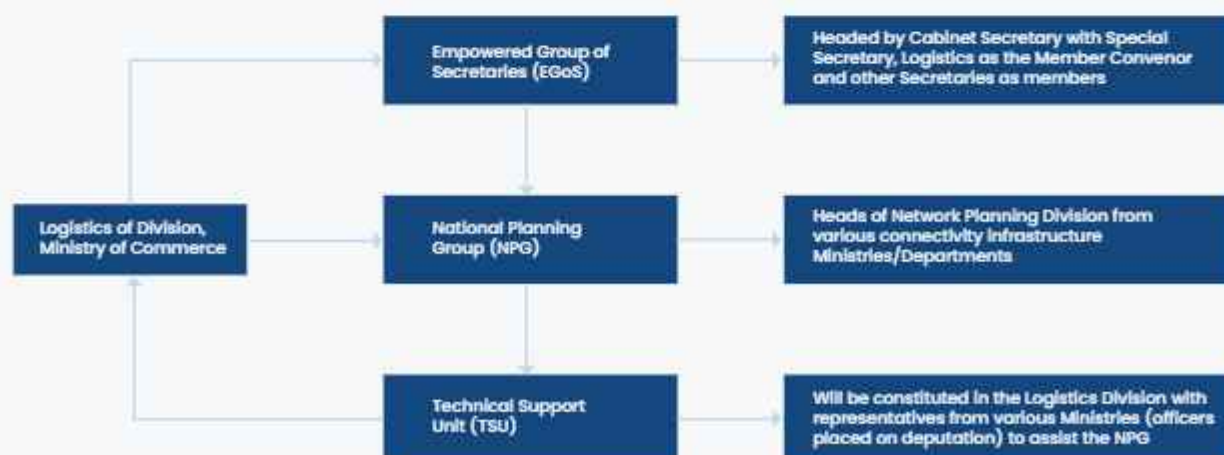 Empowered Group of
Secretaries (EGoS)
Headed by Cabinet Secretary with Special
Secretary, Logistics as the Member Convenor
and other Secretaries as members
Logistics of Division,
Ministry of Commerce
National Planning
Group (NPG)
Heads of Network Planning Division from
various connectivity infrastructure
Ministries/Departments
Technical Support
Unit (TSU)
Will be constituted in the Logistics Division with
representatives from various Ministries (officers
placed on deputation) to assist the NPG